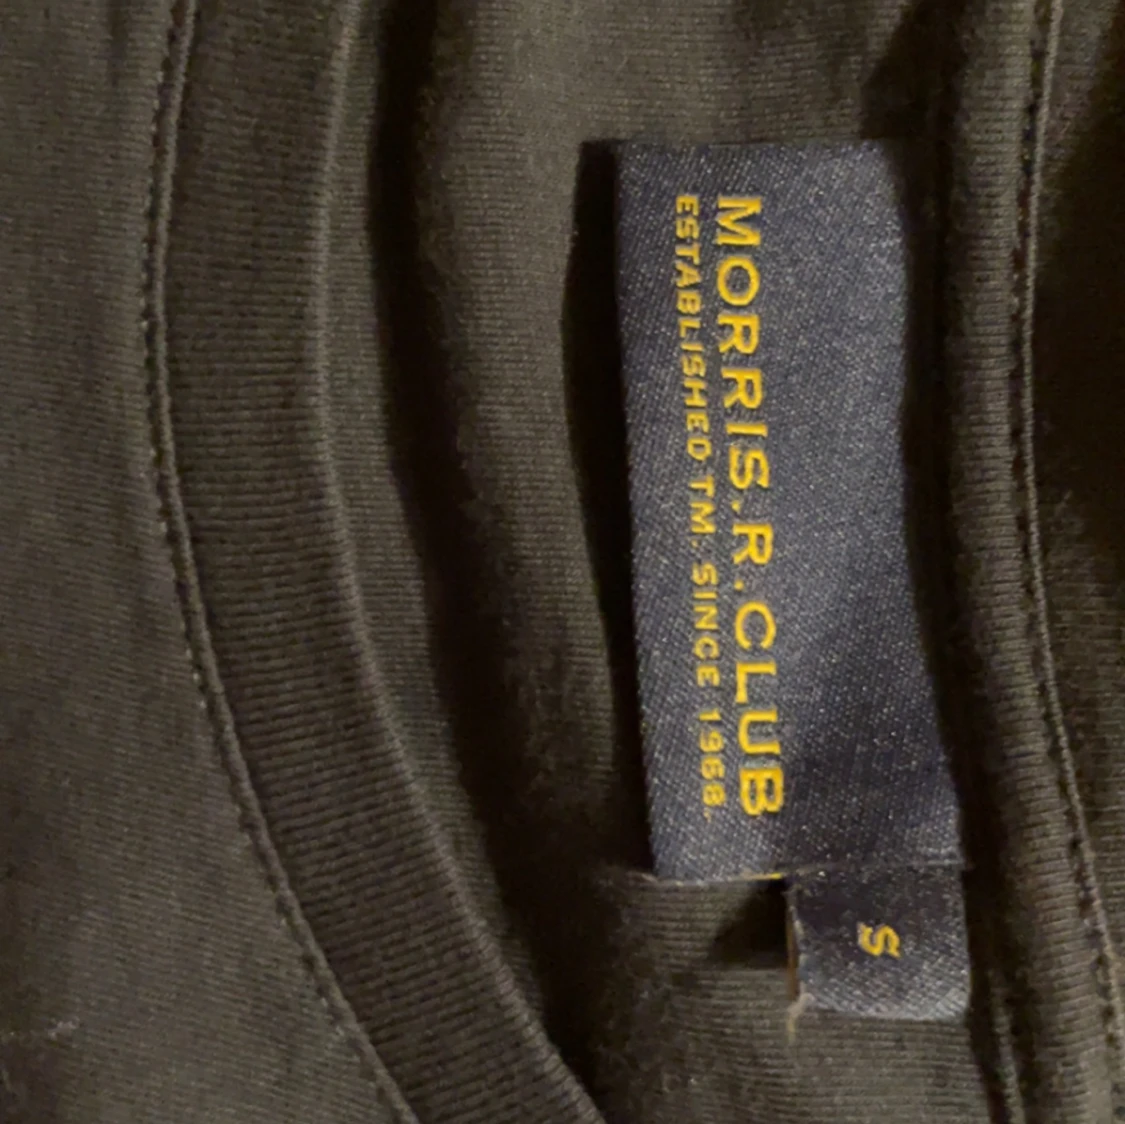 MORRIS.R.CLUB
ESTABLISHED TM. SINCE 1968.
S